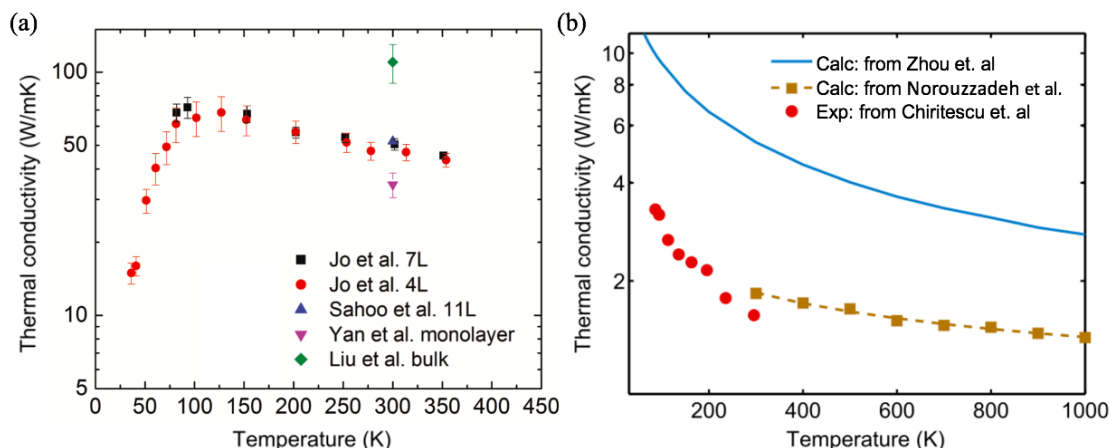 (a)
Thermal conductivity (W/mK)
100
50
10
5
Jo et al. 7L
Jo et al. 4L
Sahoo et al. 11L
Yan et al. monolayer
Liu et al. bulk
0 50 100 150 200 250 300 350 400 450
Temperature (K)
(b)
Thermal conductivity (W/mK)
10
8
6
4
2
Calc: from Zhou et. al
Calc: from Norouzzadeh et al.
Exp: from Chiritescu et. al
200 400 600 800 1000
Temperature (K)